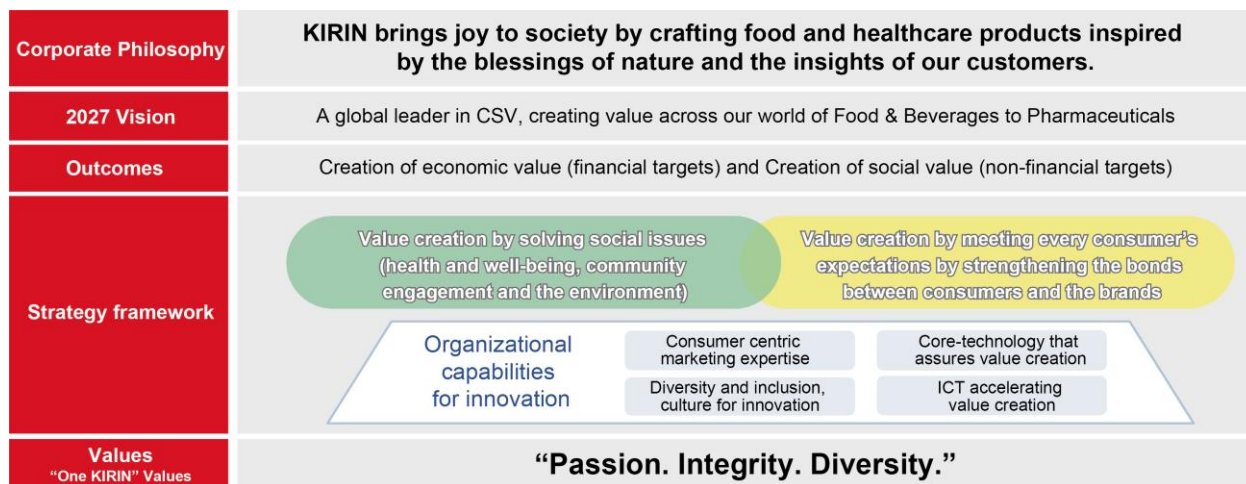 Corporate Philosophy
KIRIN brings joy to society by crafting food and healthcare products inspired
by the blessings of nature and the insights of our customers.
2027 Vision
A global leader in CSV, creating value across our world of Food & Beverages to Pharmaceuticals
Outcomes
Creation of economic value (financial targets) and Creation of social value (non-financial targets)
Strategy framework
Value creation by solving social issues
(health and well-being, community
engagement and the environment)
Value creation by meeting every consumer's
expectations by strengthening the bonds
between consumers and the brands
Organizational
capabilities
for innovation
Consumer centric
marketing expertise
Core-technology that
assures value creation
Diversity and inclusion,
culture for innovation
ICT accelerating
value creation
Values
“One KIRIN” Values
“Passion. Integrity. Diversity.”